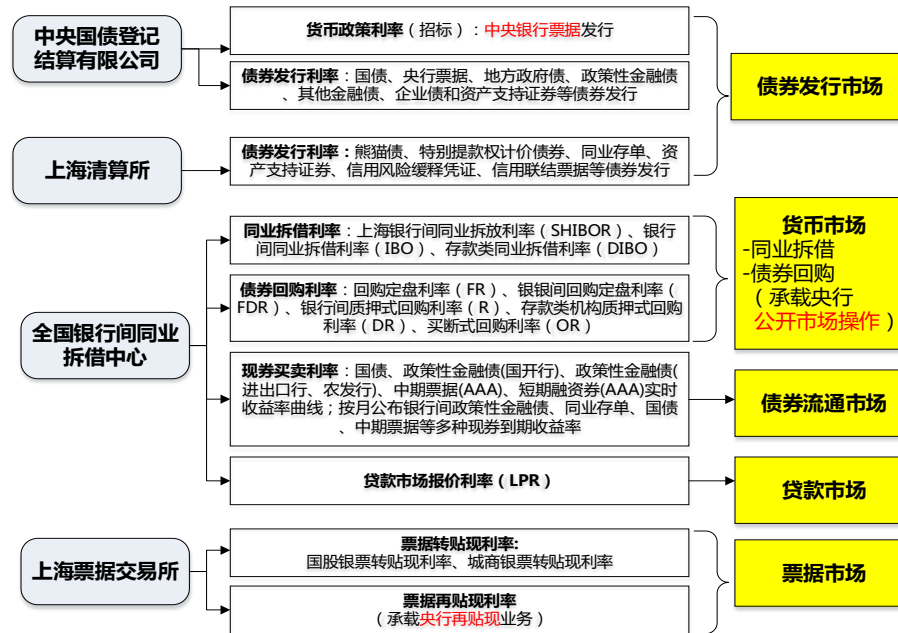 中央国债登记
结算有限公司
货币政策利率（招标）：中央银行票据发行
债券发行利率：国债、央行票据、地方政府债、政策性金融债
、其他金融债、企业债和资产支持证券等债券发行
债券发行市场
上海清算所
债券发行利率：熊猫债、特别提款权计价债券、同业存单、资
产支持证券、信用风险缓释凭证、信用联结票据等债券发行
全国银行间同业
拆借中心
同业拆借利率：上海银行间同业拆放利率（SHIBOR）、银行
间同业拆借利率（IBO）、存款类同业拆借利率（DIBO）
债券回购利率：回购定盘利率（FR）、银银间回购定盘利率（
FDR）、银行间质押式回购利率（R）、存款类机构质押式回购
利率（DR）、买断式回购利率（OR）
货币市场
-同业拆借
-债券回购
（承载央行
公开市场操作）
现券买卖利率：国债、政策性金融债(国开行)、政策性金融债(
进出口行、农发行)、中期票据(AAA)、短期融资券(AAA)实时
收益率曲线；按月公布银行间政策性金融债、同业存单、国债
、中期票据等多种现券到期收益率
债券流通市场
贷款市场报价利率（LPR）
贷款市场
上海票据交易所
票据转贴现利率:
国股银票转贴现利率、城商银票转贴现利率
票据再贴现利率
（承载央行再贴现业务）
票据市场